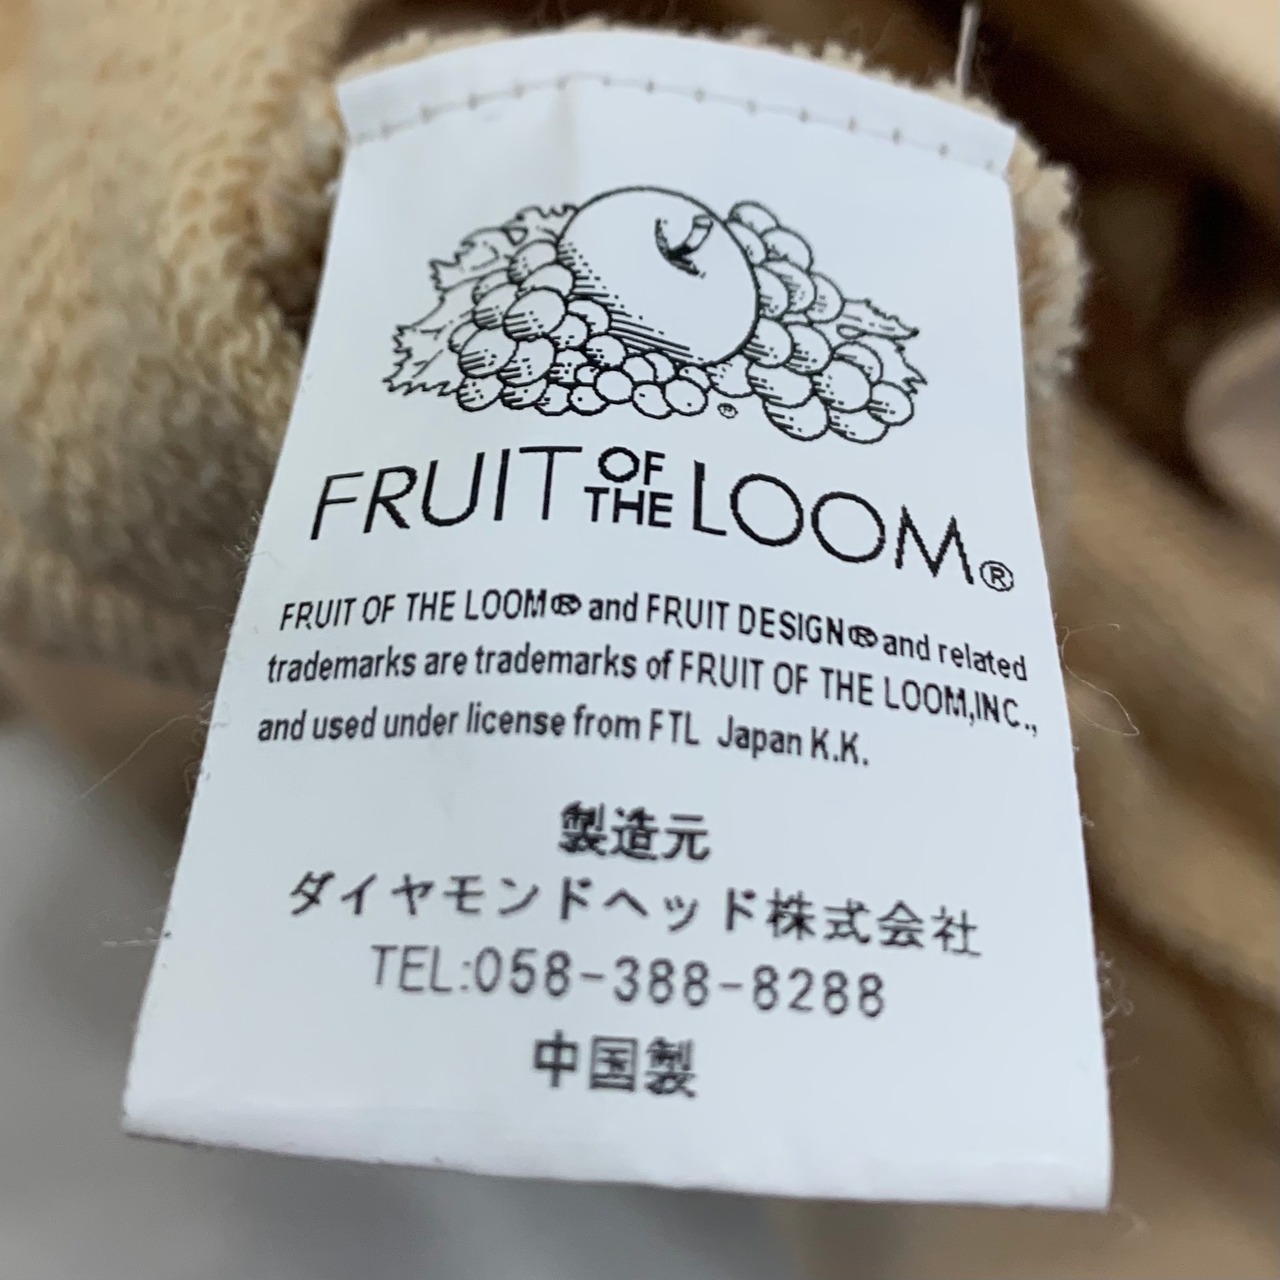 FRUIT OF THE LOOM®
FRUIT OF THE LOOM® and FRUIT DESIGN® and related
trademarks are trademarks of FRUIT OF THE LOOM,INC.,
and used under license from FTL Japan K.K.
製造元
ダイヤモンドヘッド株式会社
TEL:058-388-8288
中国製